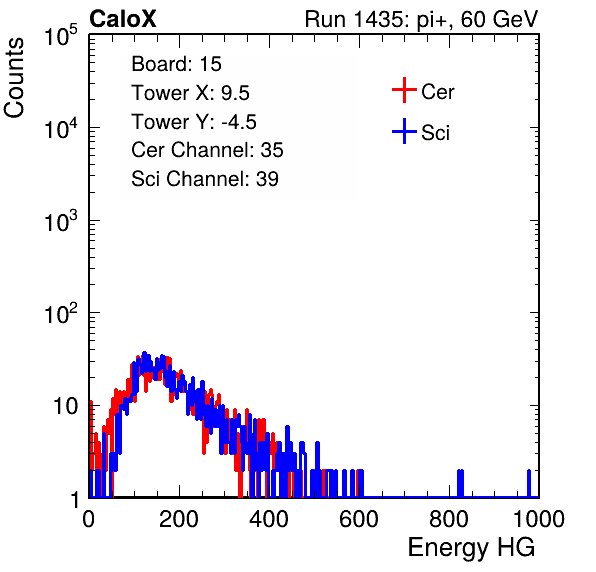 CaloX Run 1435: pi+, 60 GeV
Counts
Board: 15
Tower X: 9.5
Tower Y: -4.5
Cer Channel: 35
Sci Channel: 39
Cer
Sci
10^5
10^4
10^3
10^2
10
1
0 200 400 600 800 1000
Energy HG